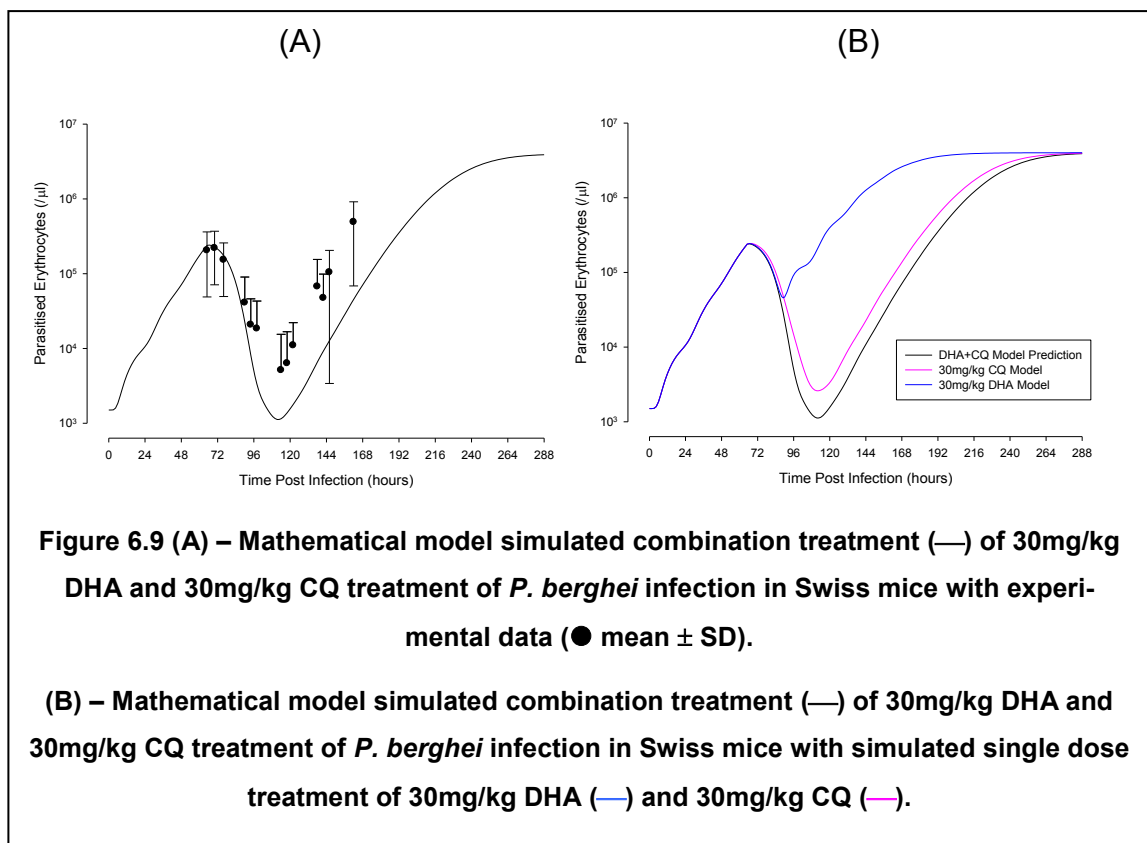 (A)
10⁷
10⁶
10⁵
10⁴
10³
Parasitised Erythrocytes (/µl)
0 24 48 72 96 120 144 168 192 216 240 264 288
Time Post Infection (hours)
(B)
10⁷
10⁶
10⁵
10⁴
10³
Parasitised Erythrocytes (/µl)
DHA+CQ Model Prediction
30mg/kg CQ Model
30mg/kg DHA Model
0 24 48 72 96 120 144 168 192 216 240 264 288
Time Post Infection (hours)
Figure 6.9 (A) – Mathematical model simulated combination treatment (—) of 30mg/kg
DHA and 30mg/kg CQ treatment of P. berghei infection in Swiss mice with experi-
mental data (● mean ± SD).
(B) – Mathematical model simulated combination treatment (—) of 30mg/kg DHA and
30mg/kg CQ treatment of P. berghei infection in Swiss mice with simulated single dose
treatment of 30mg/kg DHA (—) and 30mg/kg CQ (—).